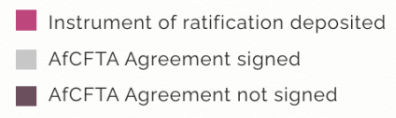 Instrument of ratification deposited
AfCFTA Agreement signed
AfCFTA Agreement not signed